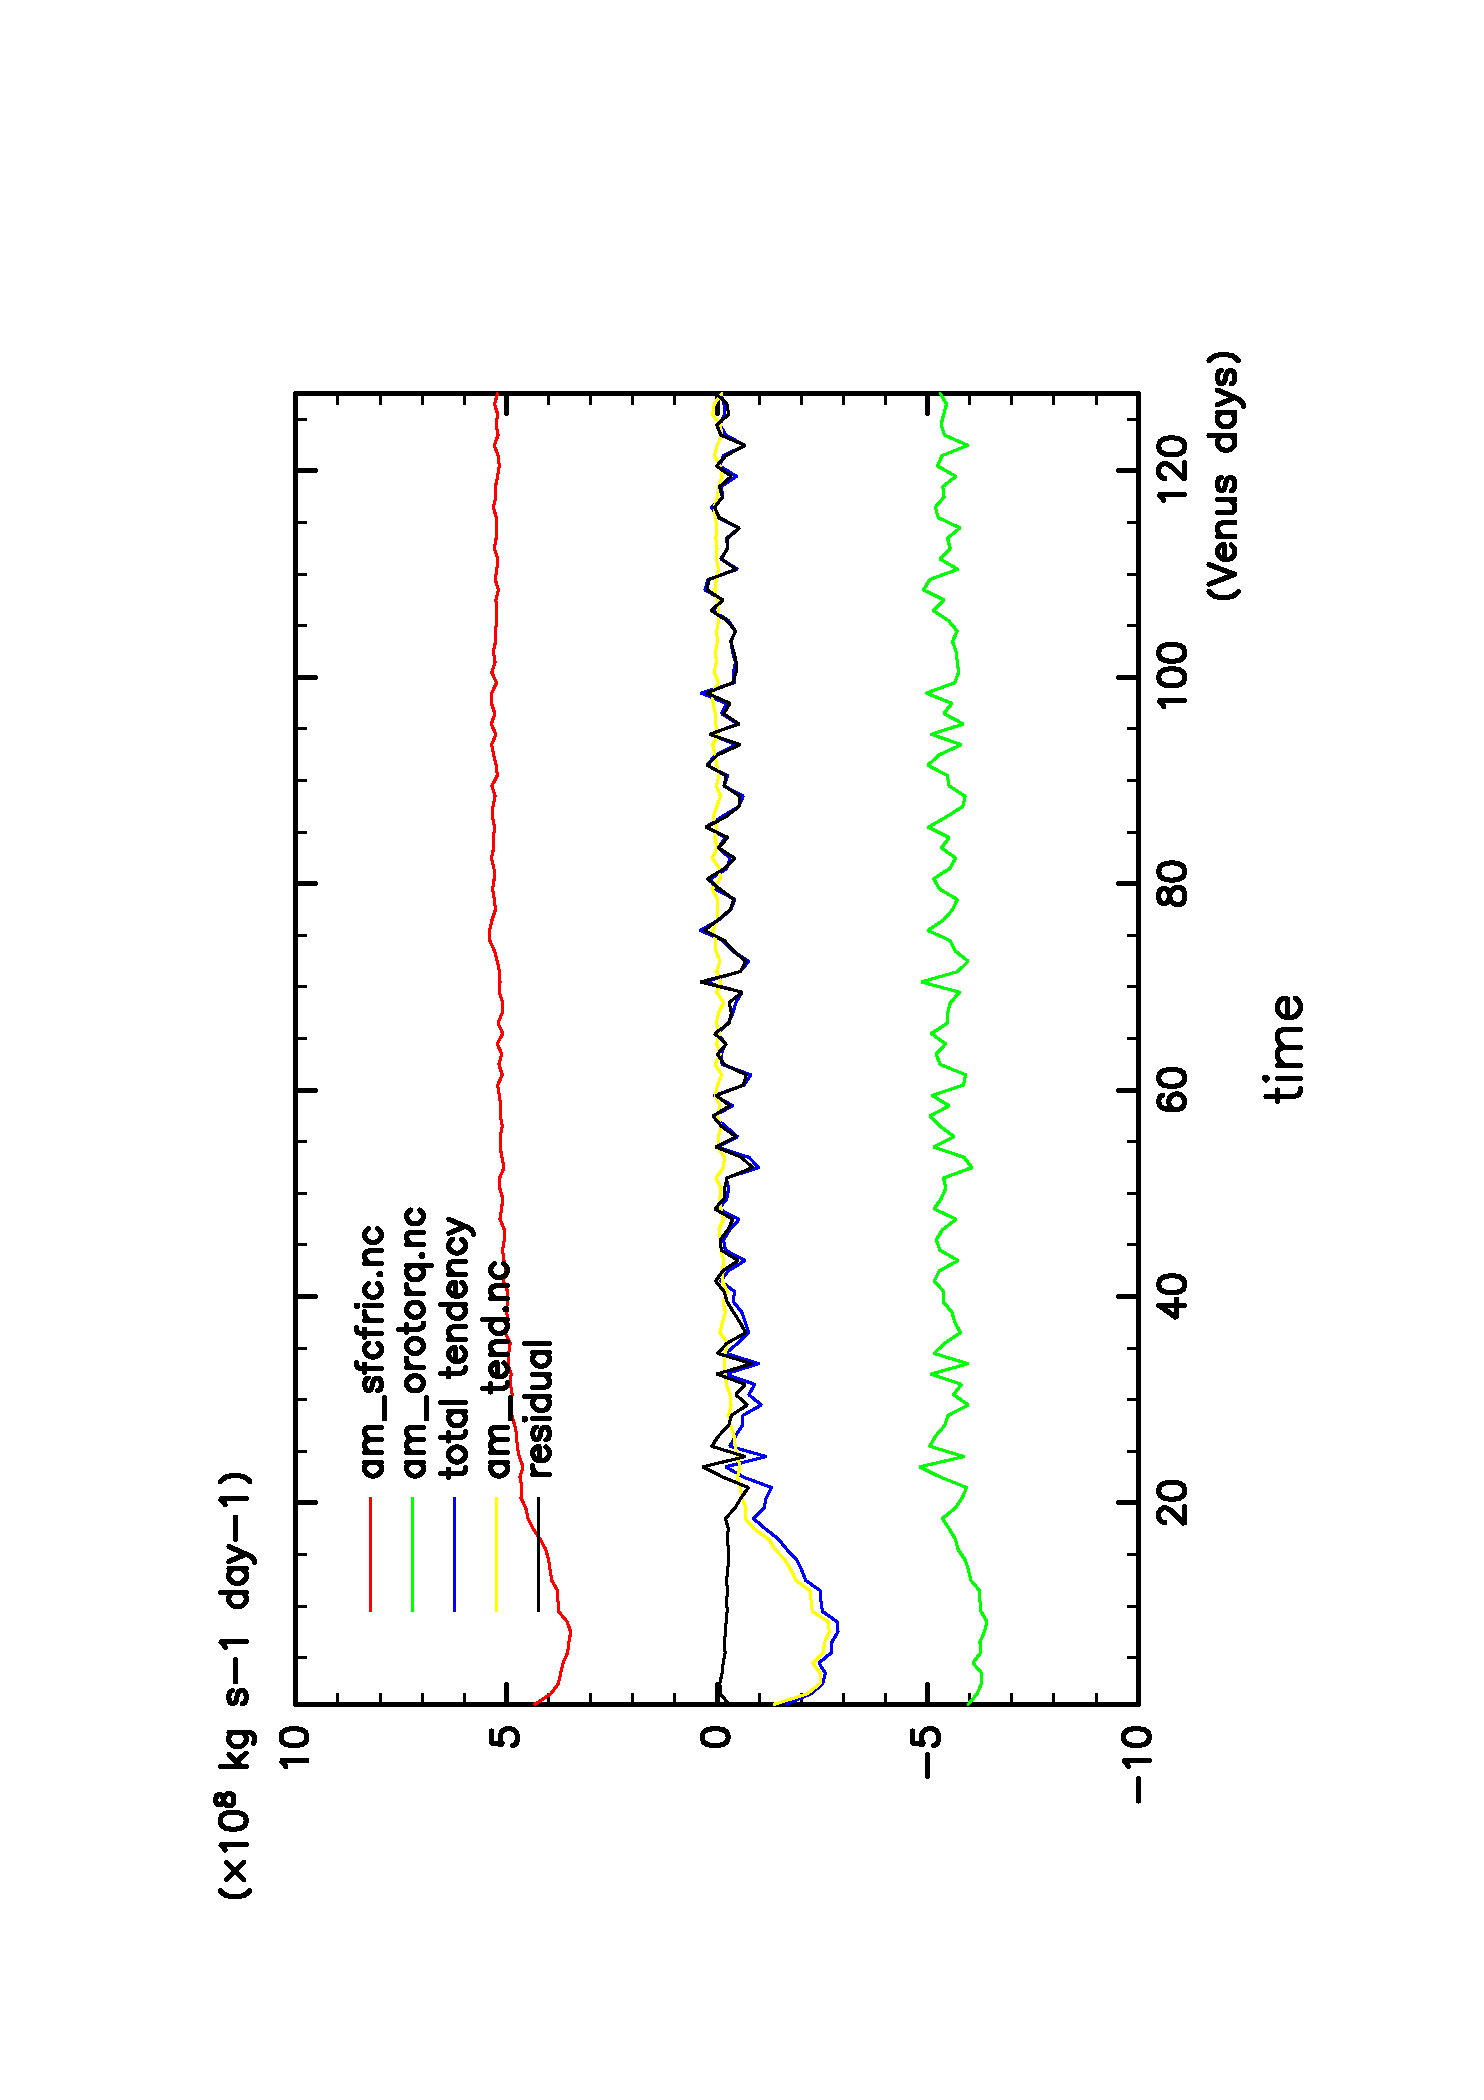 (x10⁸ kg s−1 day−1)
am_sfcfric.nc
am_orotorq.nc
total tendency
am_tend.nc
residual
10
5
0
−5
−10
20 40 60 80 100 120
time
(Venus days)